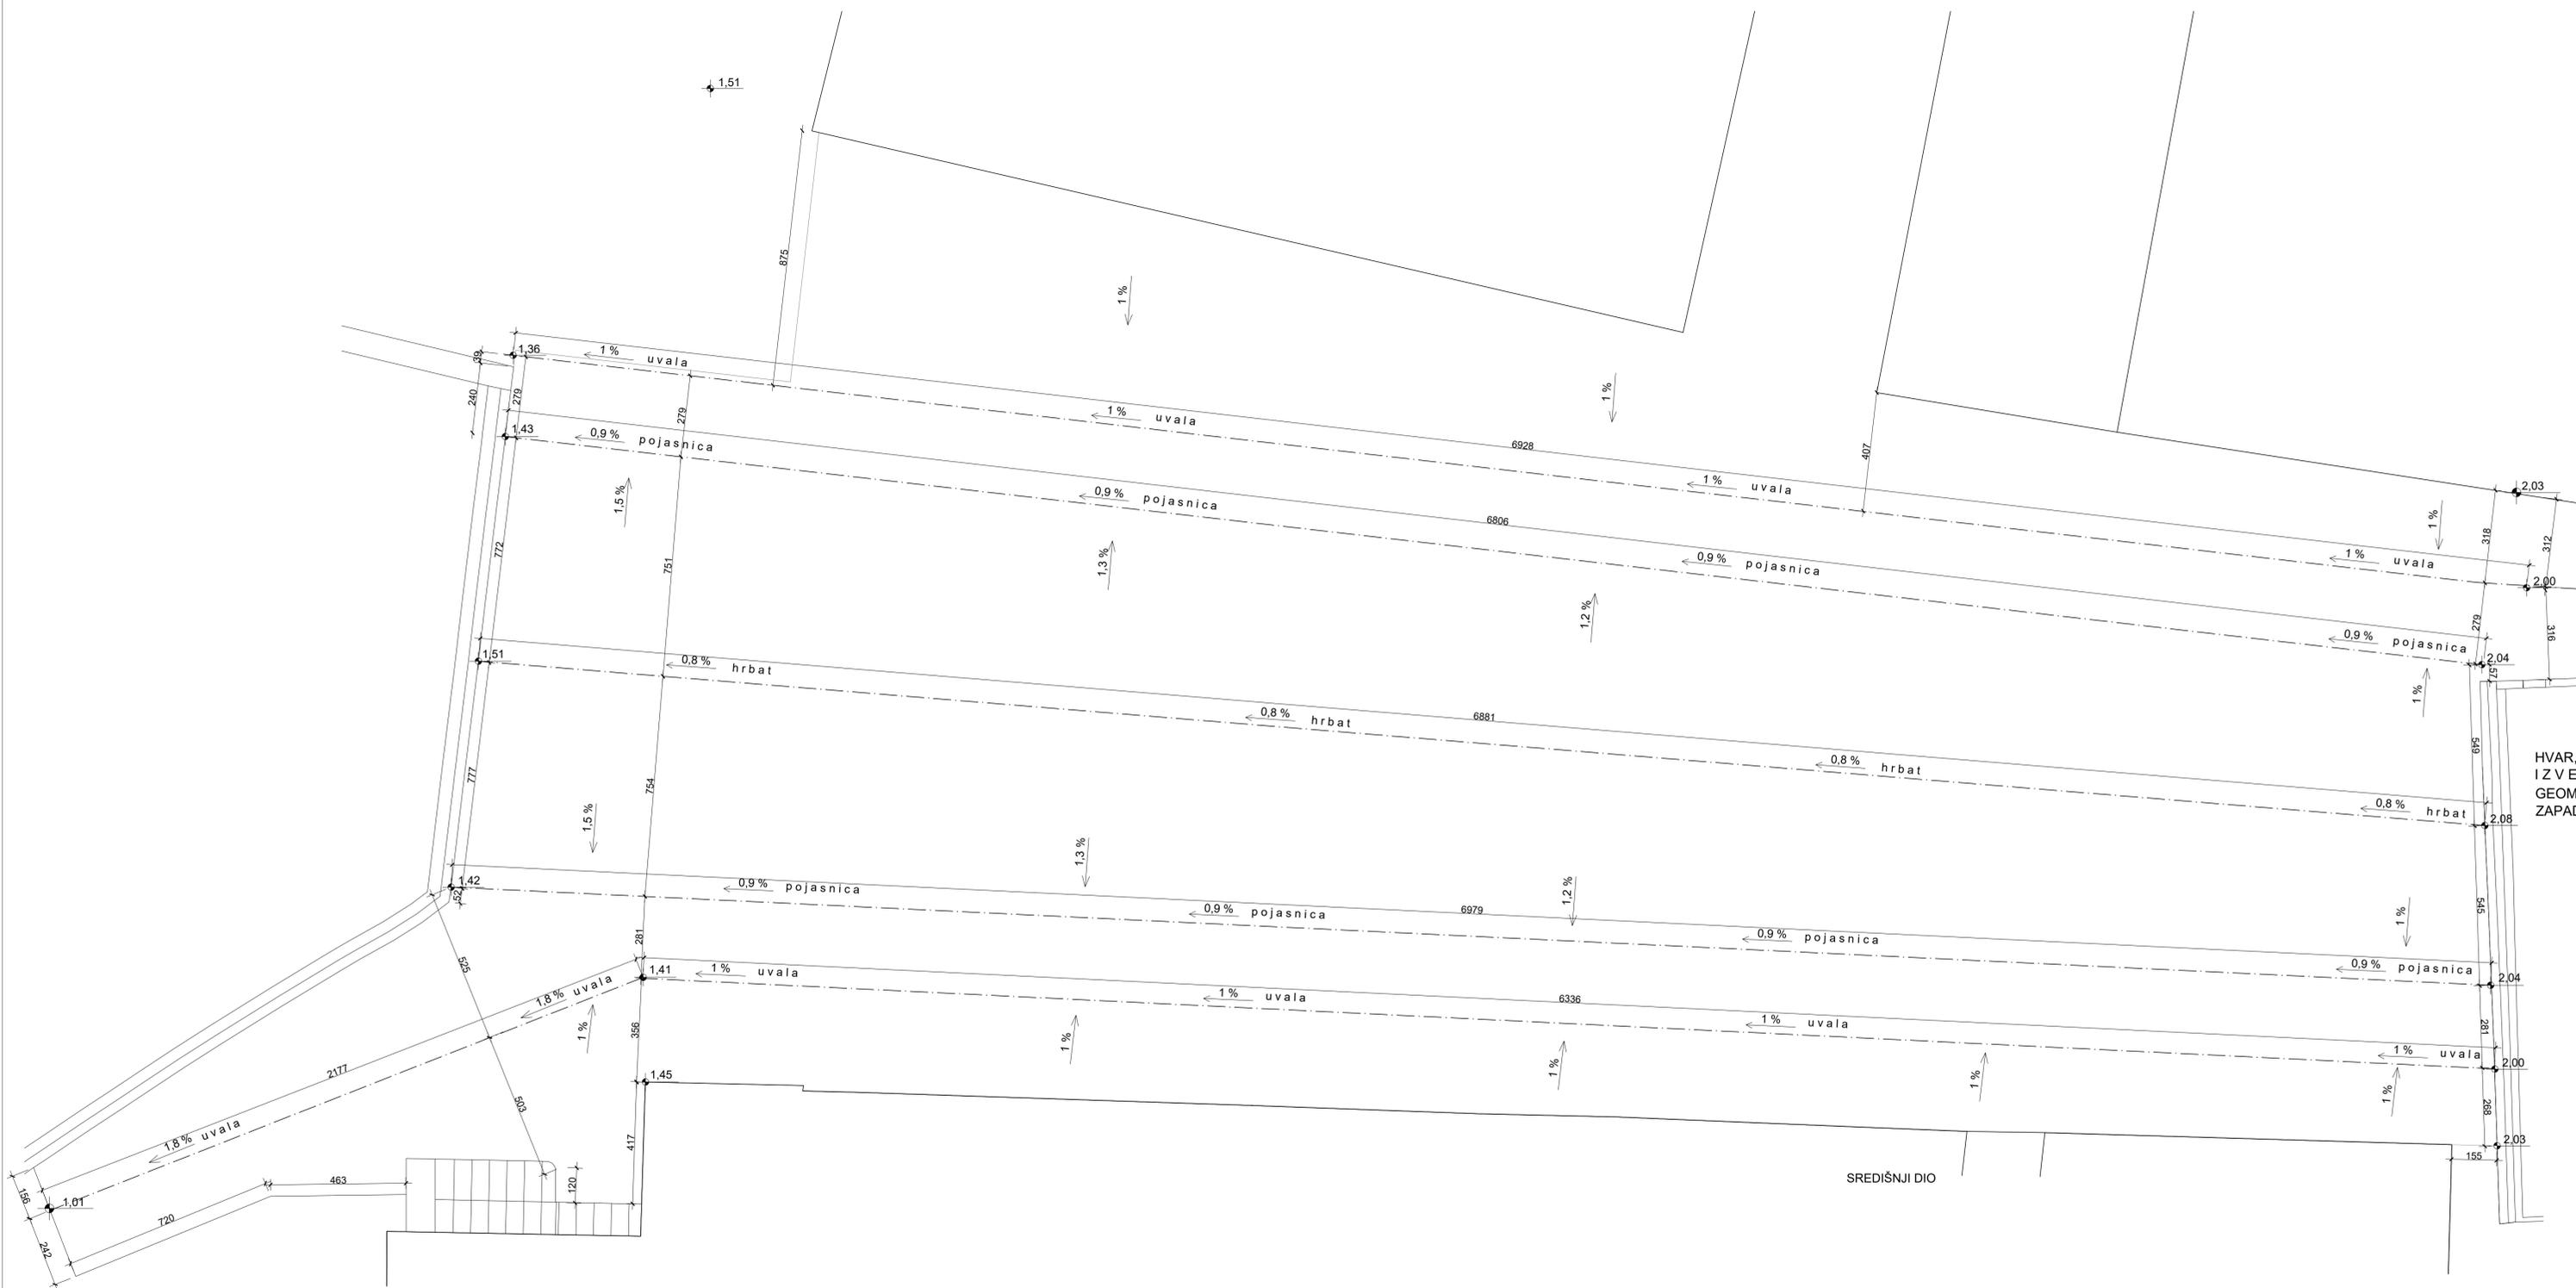 1,51
875
1 %
39
1,36
1 % uvala
240
279
279
1 %
1,43
0,9 % pojasnica
1 % uvala
6928
407
1 % uvala
2,03
1,5 %
0,9 % pojasnica
6806
1 %
318
312
772
751
1,3 %
0,9 % pojasnica
1 % uvala
2,00
1,2 %
279
316
0,9 % pojasnica
2,04
57
1,51
0,8 % hrbat
1 %
6881
0,8 % hrbat
549
777
754
0,8 % hrbat
HVAR,
I Z V E
GEOM
ZAPAD
0,8 % hrbat
2,08
1,5 %
1,3 %
1,42
52
0,9 % pojasnica
1,2 %
545
6979
0,9 % pojasnica
1 %
281
0,9 % pojasnica
525
1,41
1 % uvala
0,9 % pojasnica
2,04
1,8 % uvala
1 % uvala
6336
356
1 %
1 %
1 % uvala
281
1 %
1 % uvala
2,00
2177
1,45
1 %
1 %
503
268
1,8 % uvala
417
2,03
155
463
120
SREDIŠNJI DIO
156
1,01
720
242